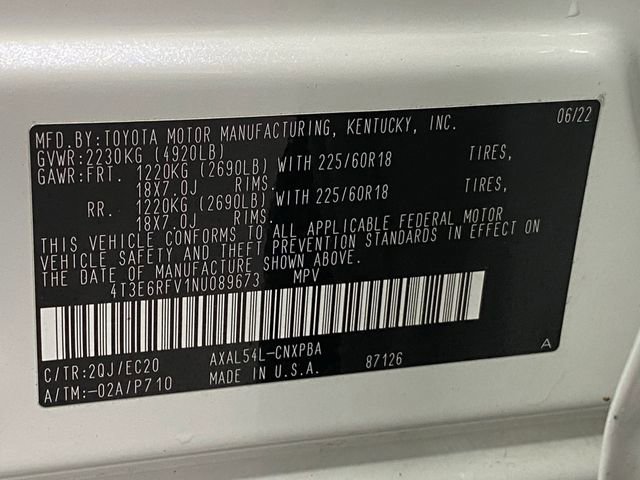 06/22
MFD.BY:TOYOTA MOTOR MANUFACTURING, KENTUCKY, INC.
GVWR:2230KG (4920LB)
GAWR:FRT. 1220KG (2690LB) WITH 225/60R18 TIRES,
18X7.0J RIMS.
RR. 1220KG (2690LB) WITH 225/60R18 TIRES,
18X7.0J RIMS.
THIS VEHICLE CONFORMS TO ALL APPLICABLE FEDERAL MOTOR
VEHICLE SAFETY AND THEFT PREVENTION STANDARDS IN EFFECT ON
THE DATE OF MANUFACTURE SHOWN ABOVE.
4T3E6RFV1NU089673 MPV
C/TR:2QJ/EC20 AXAL54L-CNXPBA 87126 A
A/TM:-02A/P710 MADE IN U.S.A.